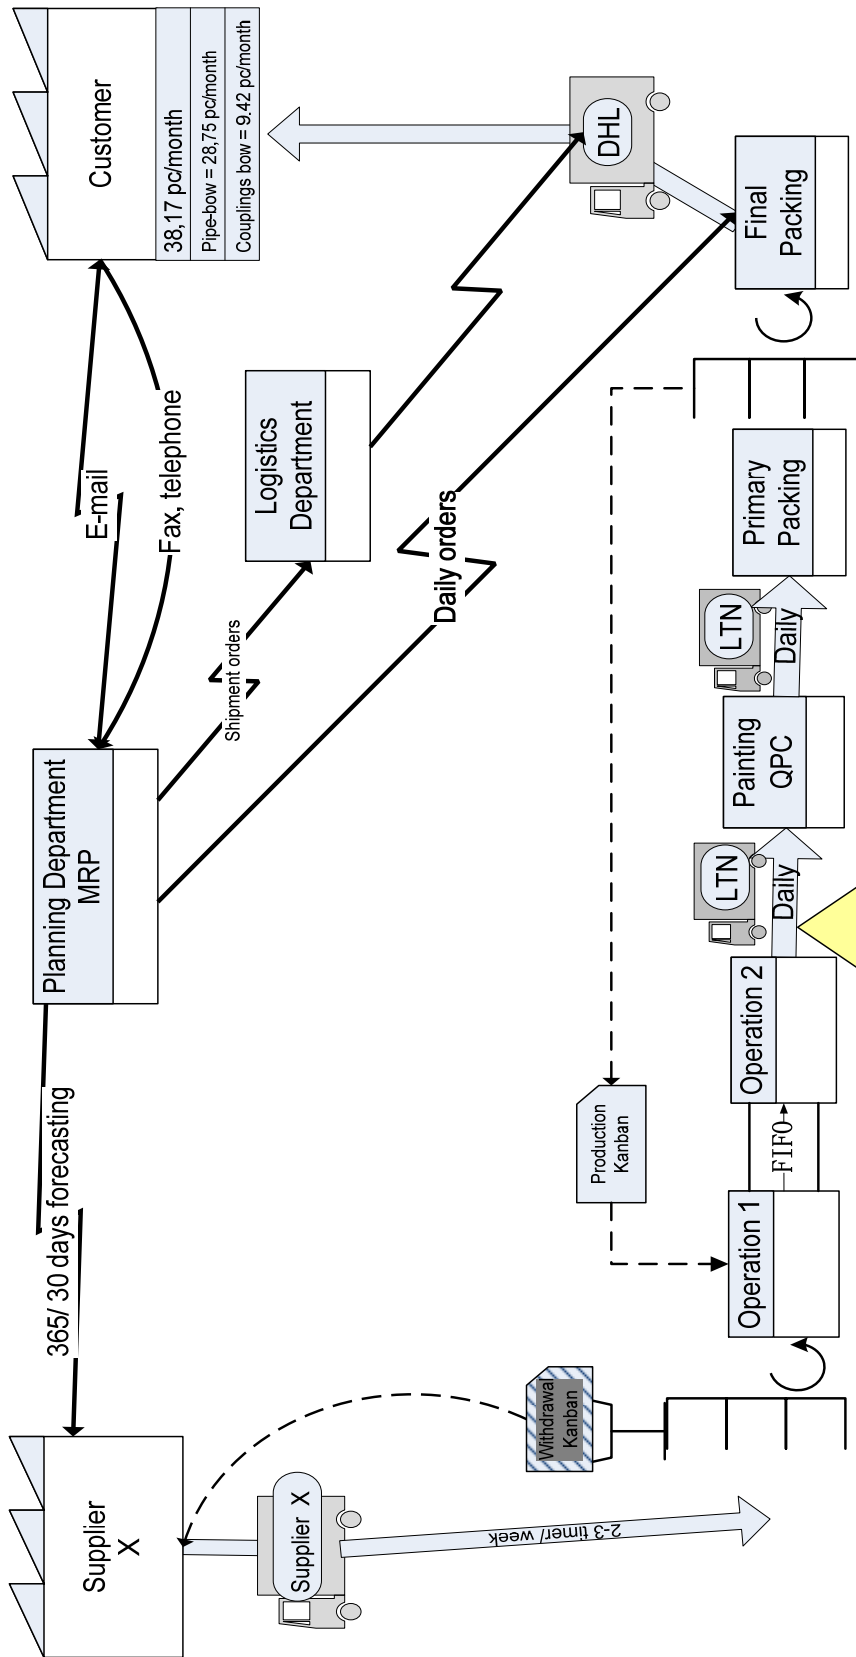 Customer
38,17 pc/month
Pipe-bow = 28,75 pc/month
Couplings bow = 9.42 pc/month
E-mail
Fax, telephone
Planning Department
MRP
365/ 30 days forecasting
Supplier
X
Shipment orders
Logistics
Department
Daily orders
DHL
Supplier X
2-3 timer/ week
Withdrawal
Kanban
Production
Kanban
Operation 1
FIFO
Operation 2
LTN
Daily
Painting
QPC
LTN
Daily
Primary
Packing
Final
Packing